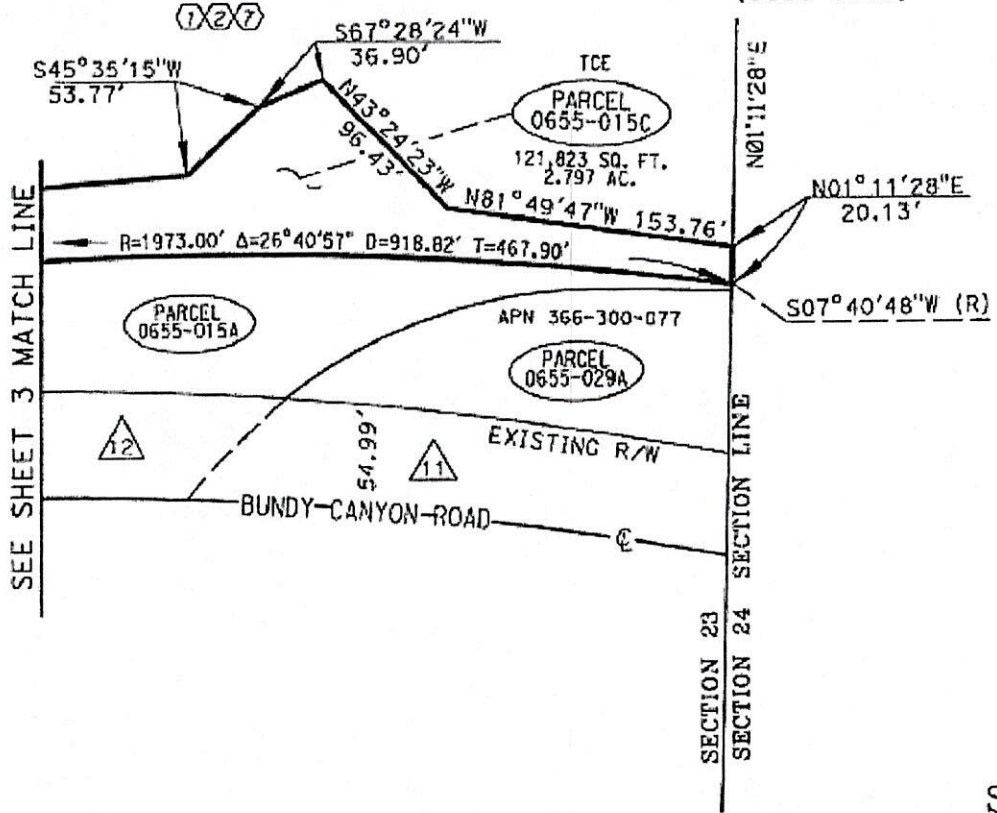 1 2 7
S67°28'24"W
36.90'
S45°35'15"W
53.77'
TCE
PARCEL
0655-015C
121,823 SQ. FT.
2.797 AC.
N01°11'28"E
N43°24'23"W
96.43'
N01°11'28"E
20.13'
N81°49'47"W 153.76'
R=1973.00' Δ=26°40'57" D=918.82' T=467.90'
S07°40'48"W (R)
PARCEL
0655-015A
APN 366-300-077
PARCEL
0655-029A
SEE SHEET 3 MATCH LINE
12
54.99'
11
EXISTING R/W
BUNDY CANYON ROAD
℄
SECTION LINE
SECTION 23
SECTION 24